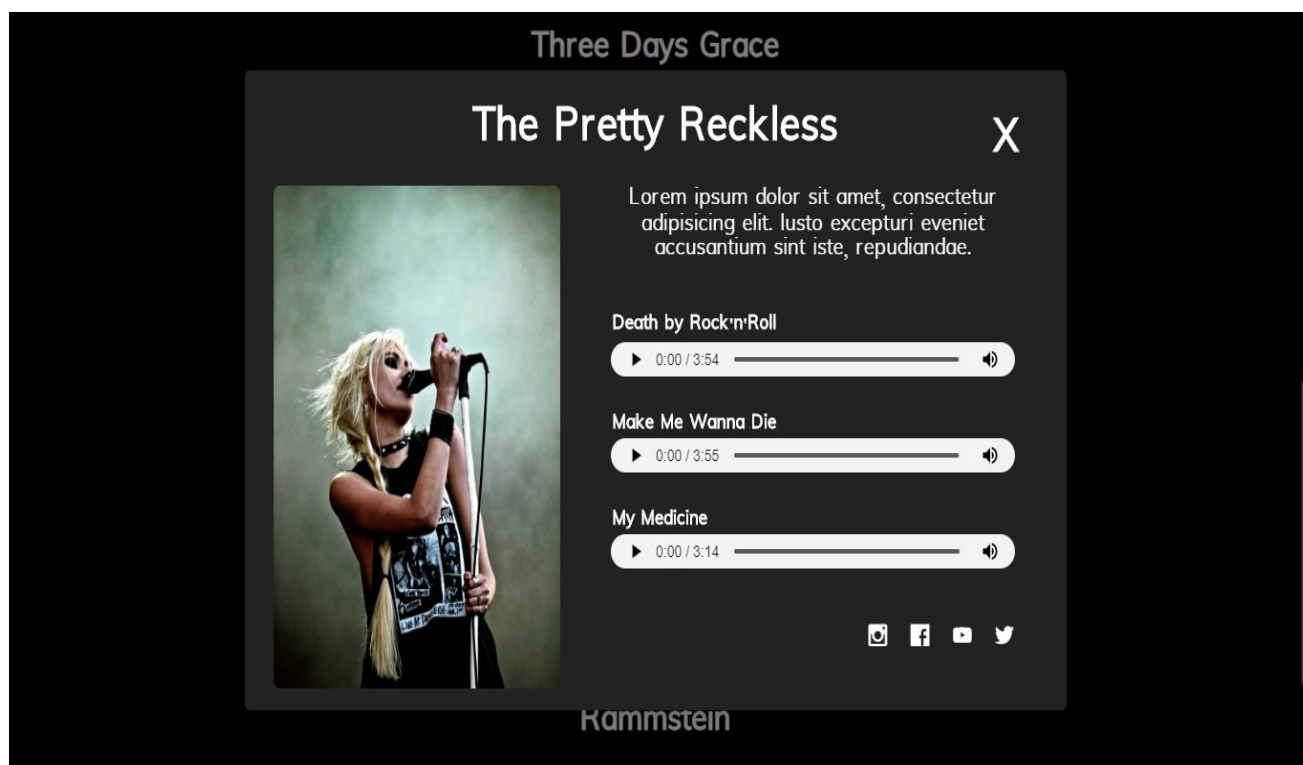 Three Days Grace
The Pretty Reckless
X
Lorem ipsum dolor sit amet, consectetur
adipisicing elit. Iusto excepturi eveniet
accusantium sint iste, repudiandae.
Death by Rock'n'Roll
0:00 / 3:54
Make Me Wanna Die
0:00 / 3:55
My Medicine
0:00 / 3:14
Rammstein